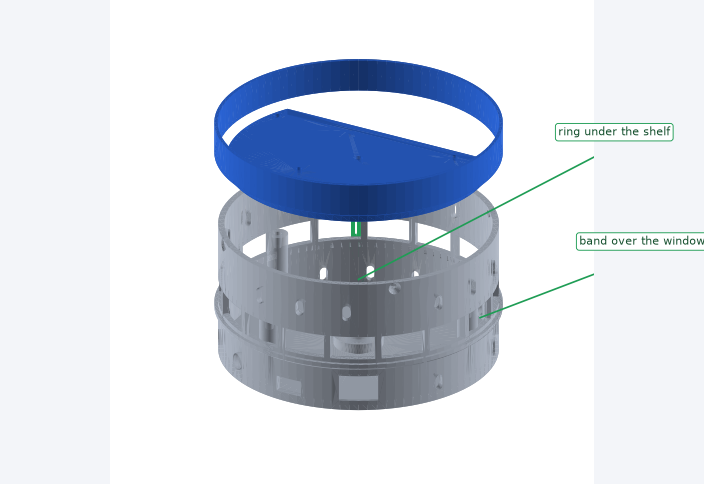 ring under the shelf
band over the window